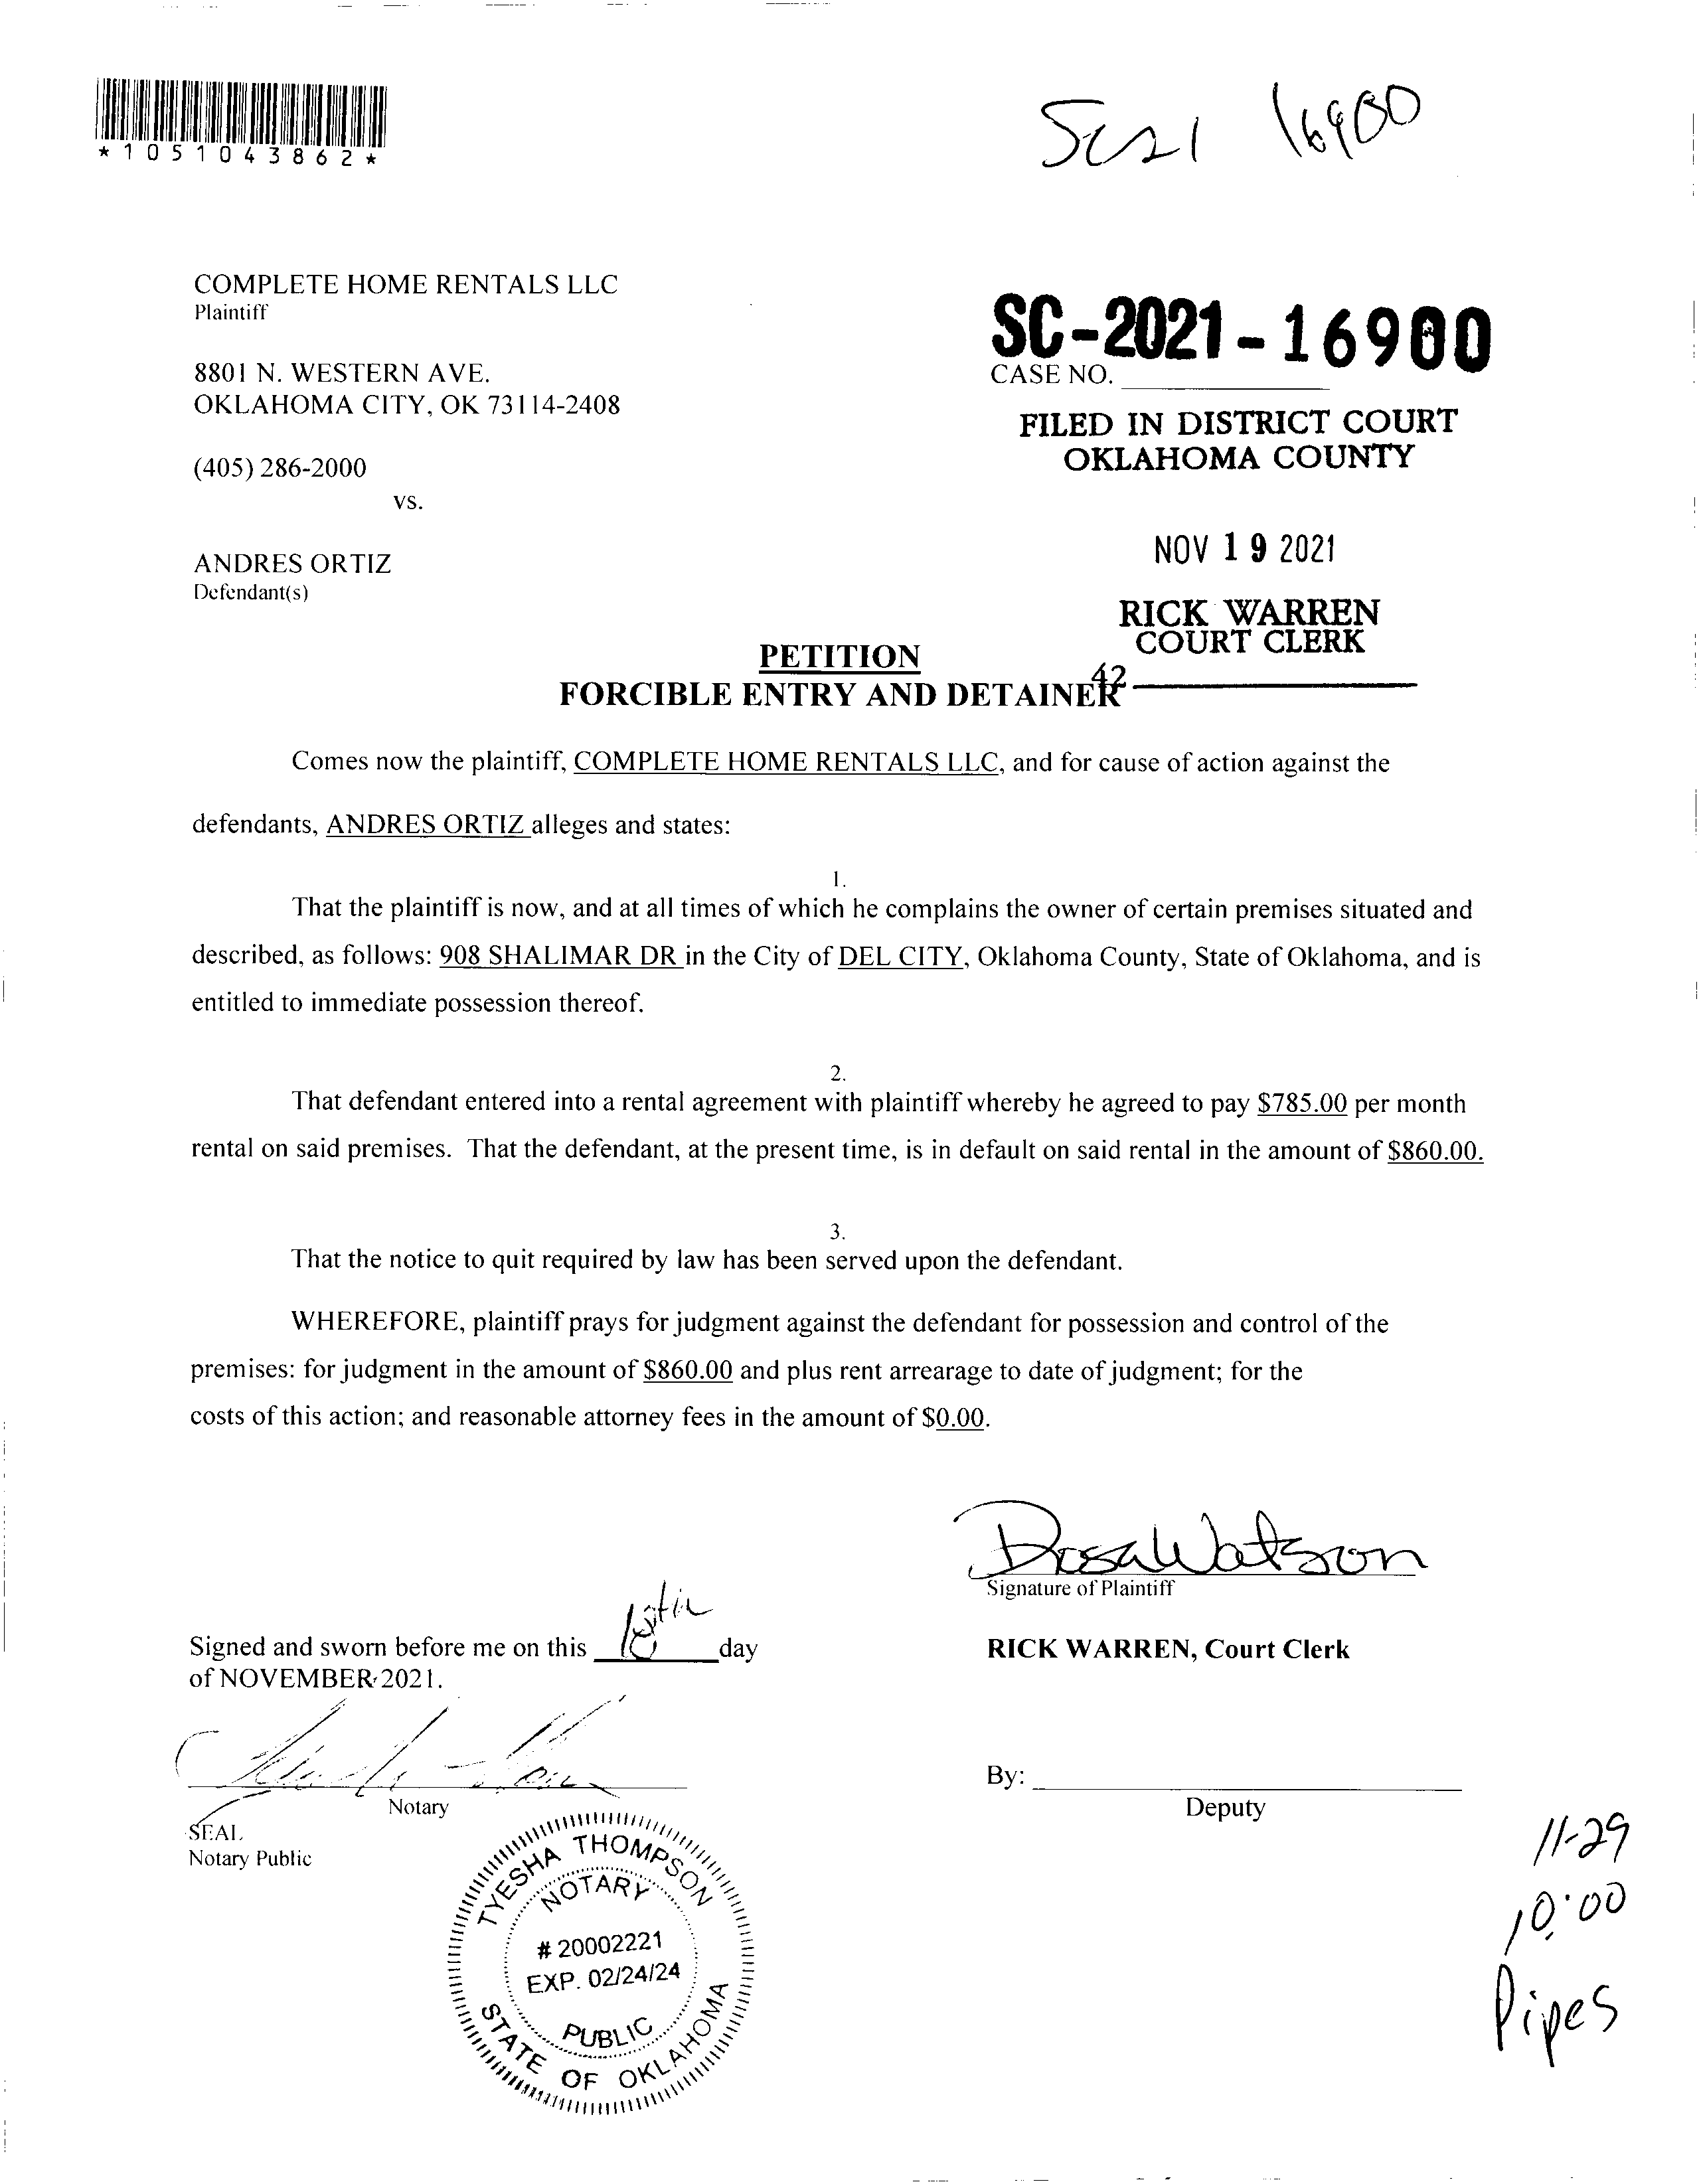 *1051043862*
SC21 16900
COMPLETE HOME RENTALS LLC
Plaintiff
SC-2021-16900
8801 N. WESTERN AVE.
CASE NO.
OKLAHOMA CITY, OK 73114-2408
FILED IN DISTRICT COURT
OKLAHOMA COUNTY
(405) 286-2000
vs.
NOV 19 2021
ANDRES ORTIZ
Defendant(s)
RICK WARREN
COURT CLERK
PETITION
42
FORCIBLE ENTRY AND DETAINER
Comes now the plaintiff, COMPLETE HOME RENTALS LLC, and for cause of action against the
defendants, ANDRES ORTIZ alleges and states:
1.
That the plaintiff is now, and at all times of which he complains the owner of certain premises situated and
described, as follows: 908 SHALIMAR DR in the City of DEL CITY, Oklahoma County, State of Oklahoma, and is
entitled to immediate possession thereof.
2.
That defendant entered into a rental agreement with plaintiff whereby he agreed to pay $785.00 per month
rental on said premises. That the defendant, at the present time, is in default on said rental in the amount of $860.00.
3.
That the notice to quit required by law has been served upon the defendant.
WHEREFORE, plaintiff prays for judgment against the defendant for possession and control of the
premises: for judgment in the amount of $860.00 and plus rent arrearage to date of judgment; for the
costs of this action; and reasonable attorney fees in the amount of $0.00.
Rosa Watson
Signature of Plaintiff
Signed and sworn before me on this day
of NOVEMBER 2021.
RICK WARREN, Court Clerk
By:
Notary
Deputy
SEAL
Notary Public
TYESHA THOMPSON
NOTARY
# 20002221
EXP. 02/24/24
PUBLIC
STATE OF OKLAHOMA
11-29
10:00
Pipes